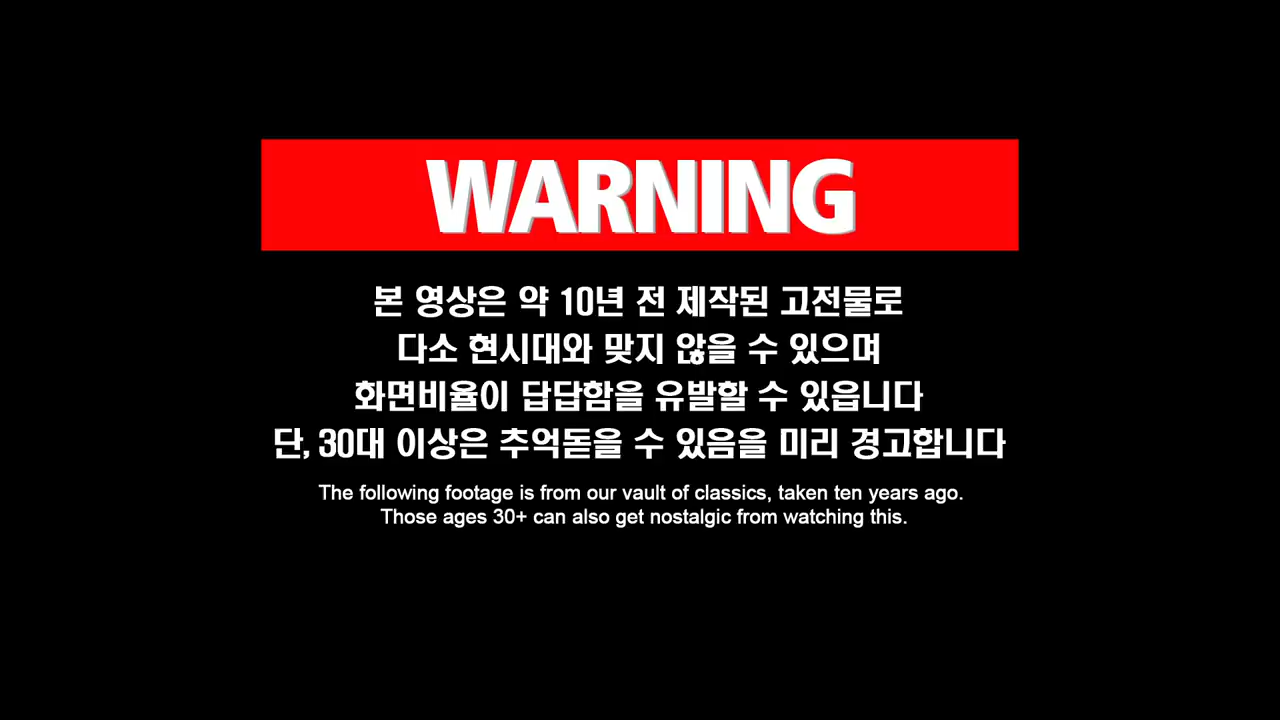 WARNING
본 영상은 약 10년 전 제작된 고전물로
다소 현시대와 맞지 않을 수 있으며
화면비율이 답답함을 유발할 수 있읍니다
단, 30대 이상은 추억돋을 수 있음을 미리 경고합니다
The following footage is from our vault of classics, taken ten years ago.
Those ages 30+ can also get nostalgic from watching this.